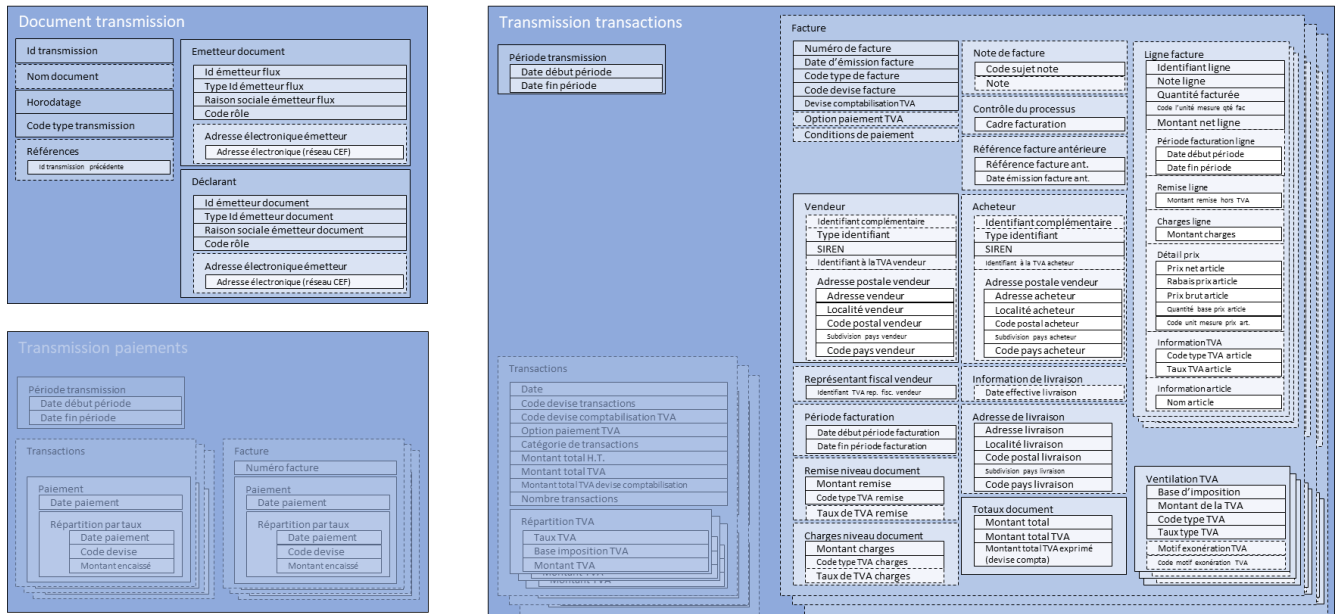 Document transmission
Id transmission
Nom document
Horodatage
Code type transmission
Références
Id transmission précédente
Emetteur document
Id émetteur flux
Type Id émetteur flux
Raison sociale émetteur flux
Code rôle
Adresse électronique émetteur
Adresse électronique (réseau CEF)
Déclarant
Id émetteur document
Type Id émetteur document
Raison sociale émetteur document
Code rôle
Adresse électronique émetteur
Adresse électronique (réseau CEF)
Transmission paiements
Période transmission
Date début période
Date fin période
Transactions
Paiement
Date paiement
Répartition par taux
Date paiement
Code devise
Montant encaissé
Facture
Numéro facture
Paiement
Date paiement
Répartition par taux
Date paiement
Code devise
Montant encaissé
Transmission transactions
Période transmission
Date début période
Date fin période
Transactions
Date
Code devise transactions
Code devise comptabilisation TVA
Option paiement TVA
Catégorie de transactions
Montant total H.T.
Montant total TVA
Montant total TVA devise comptabilisation
Nombre transactions
Répartition TVA
Taux TVA
Base imposition TVA
Montant TVA
Montant TVA
Facture
Numéro de facture
Date d'émission facture
Code type de facture
Code devise facture
Devise comptabilisation TVA
Option paiement TVA
Conditions de paiement
Vendeur
Identifiant complémentaire
Type identifiant
SIREN
Identifiant à la TVA vendeur
Adresse postale vendeur
Adresse vendeur
Localité vendeur
Code postal vendeur
Subdivision pays vendeur
Code pays vendeur
Représentant fiscal vendeur
Identifiant TVA rep. fisc. vendeur
Période facturation
Date début période facturation
Date fin période facturation
Remise niveau document
Montant remise
Code type TVA remise
Taux de TVA remise
Charges niveau document
Montant charges
Code type TVA charges
Taux de TVA charges
Note de facture
Code sujet note
Note
Contrôle du processus
Cadre facturation
Référence facture antérieure
Référence facture ant.
Date émission facture ant.
Acheteur
Identifiant complémentaire
Type identifiant
SIREN
Identifiant à la TVA acheteur
Adresse postale vendeur
Adresse acheteur
Localité acheteur
Code postal acheteur
Subdivision pays acheteur
Code pays acheteur
Information de livraison
Date effective livraison
Adresse de livraison
Adresse livraison
Localité livraison
Code postal livraison
Subdivision pays livraison
Code pays livraison
Totaux document
Montant total
Montant total TVA
Montant total TVA exprimé
(devise compta)
Ligne facture
Identifiant ligne
Note ligne
Quantité facturée
Code l'unité mesure qté fac
Montant net ligne
Période facturation ligne
Date début période
Date fin période
Remise ligne
Montant remise hors TVA
Charges ligne
Montant charges
Détail prix
Prix net article
Rabais prix article
Prix brut article
Quantité base prix article
Code unit mesure prix art.
Information TVA
Code type TVA article
Taux TVA article
Information article
Nom article
Ventilation TVA
Base d'imposition
Montant de la TVA
Code type TVA
Taux type TVA
Motif exonération TVA
Code motif exonération TVA